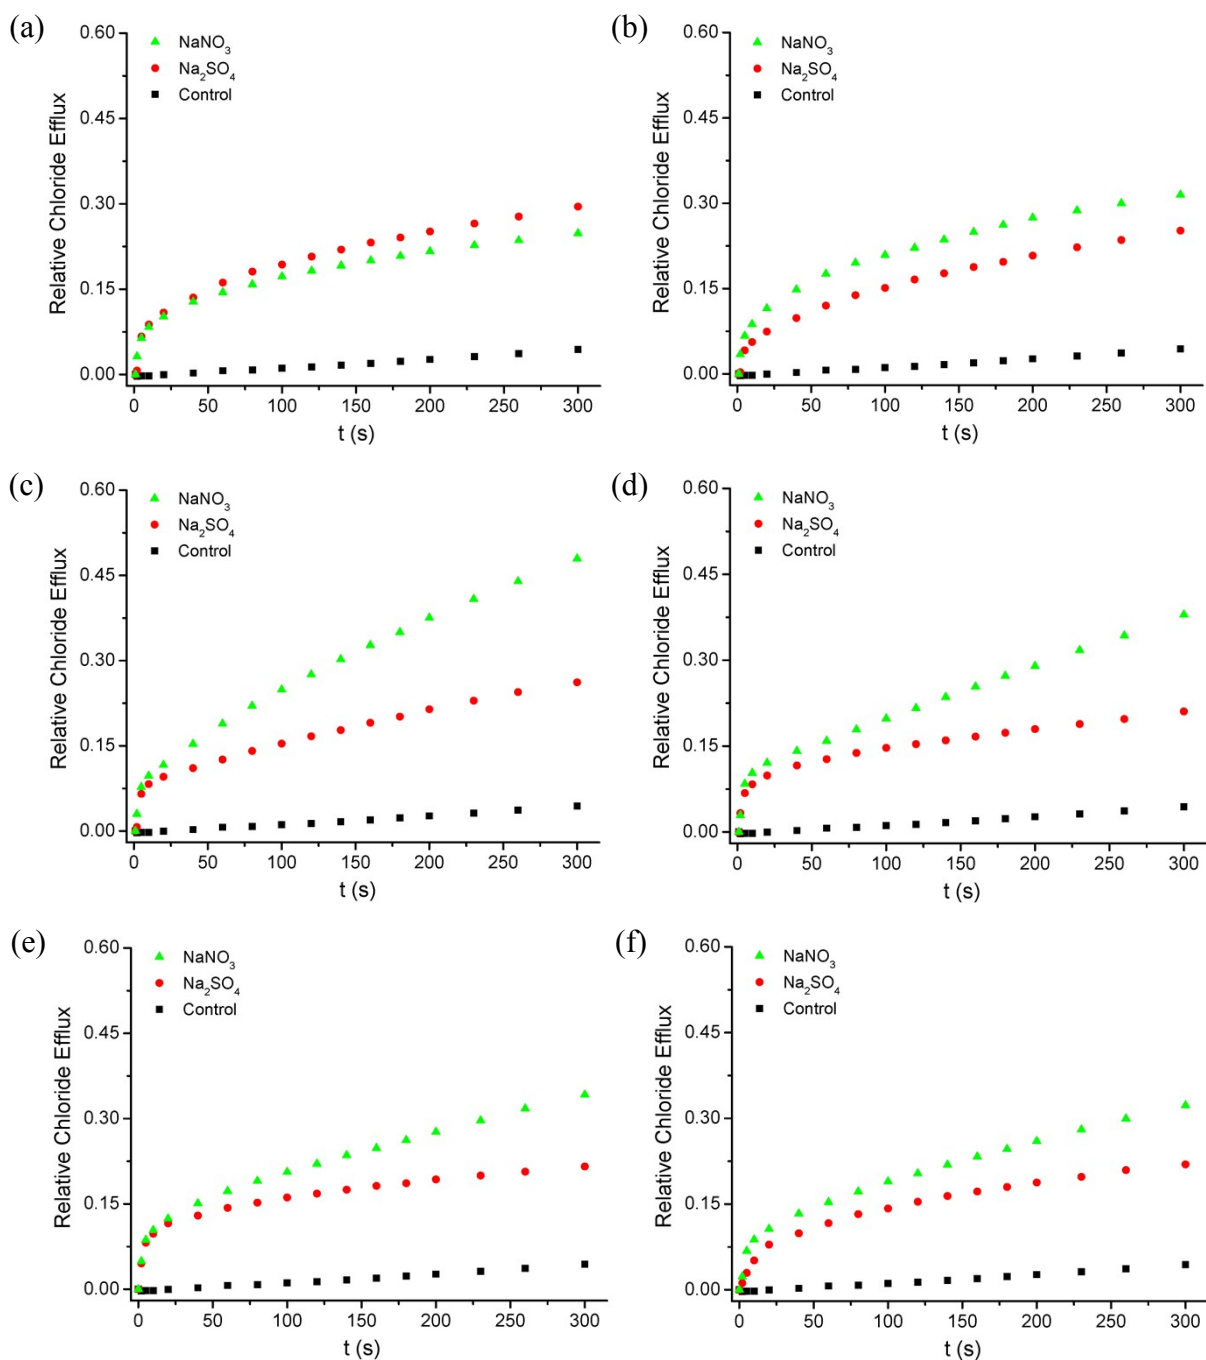 (a)
0.60
0.45
0.30
0.15
0.00
Relative Chloride Efflux
NaNO₃
Na₂SO₄
Control
0 50 100 150 200 250 300
t (s)
(b)
0.60
0.45
0.30
0.15
0.00
Relative Chloride Efflux
NaNO₃
Na₂SO₄
Control
0 50 100 150 200 250 300
t (s)
(c)
0.60
0.45
0.30
0.15
0.00
Relative Chloride Efflux
NaNO₃
Na₂SO₄
Control
0 50 100 150 200 250 300
t (s)
(d)
0.60
0.45
0.30
0.15
0.00
Relative Chloride Efflux
NaNO₃
Na₂SO₄
Control
0 50 100 150 200 250 300
t (s)
(e)
0.60
0.45
0.30
0.15
0.00
Relative Chloride Efflux
NaNO₃
Na₂SO₄
Control
0 50 100 150 200 250 300
t (s)
(f)
0.60
0.45
0.30
0.15
0.00
Relative Chloride Efflux
NaNO₃
Na₂SO₄
Control
0 50 100 150 200 250 300
t (s)